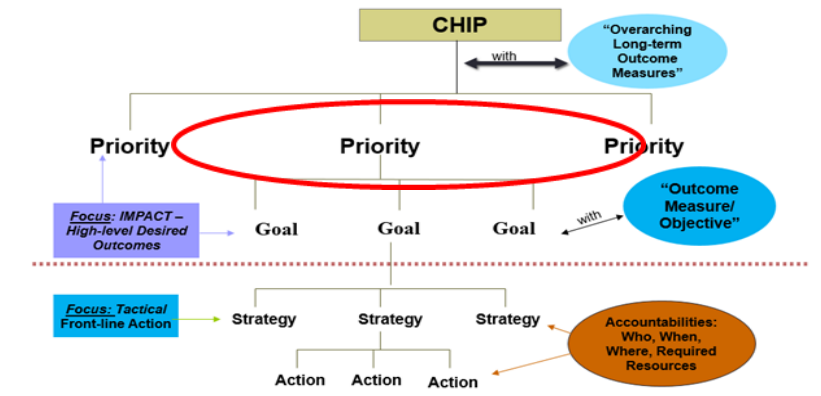 CHIP
with
“Overarching
Long-term
Outcome
Measures”
Priority
Priority
Priority
Focus: IMPACT –
High-level Desired
Outcomes
Goal
Goal
Goal
with
“Outcome
Measure/
Objective”
Focus: Tactical
Front-line Action
Strategy
Strategy
Strategy
Accountabilities:
Who, When,
Where, Required
Resources
Action
Action
Action